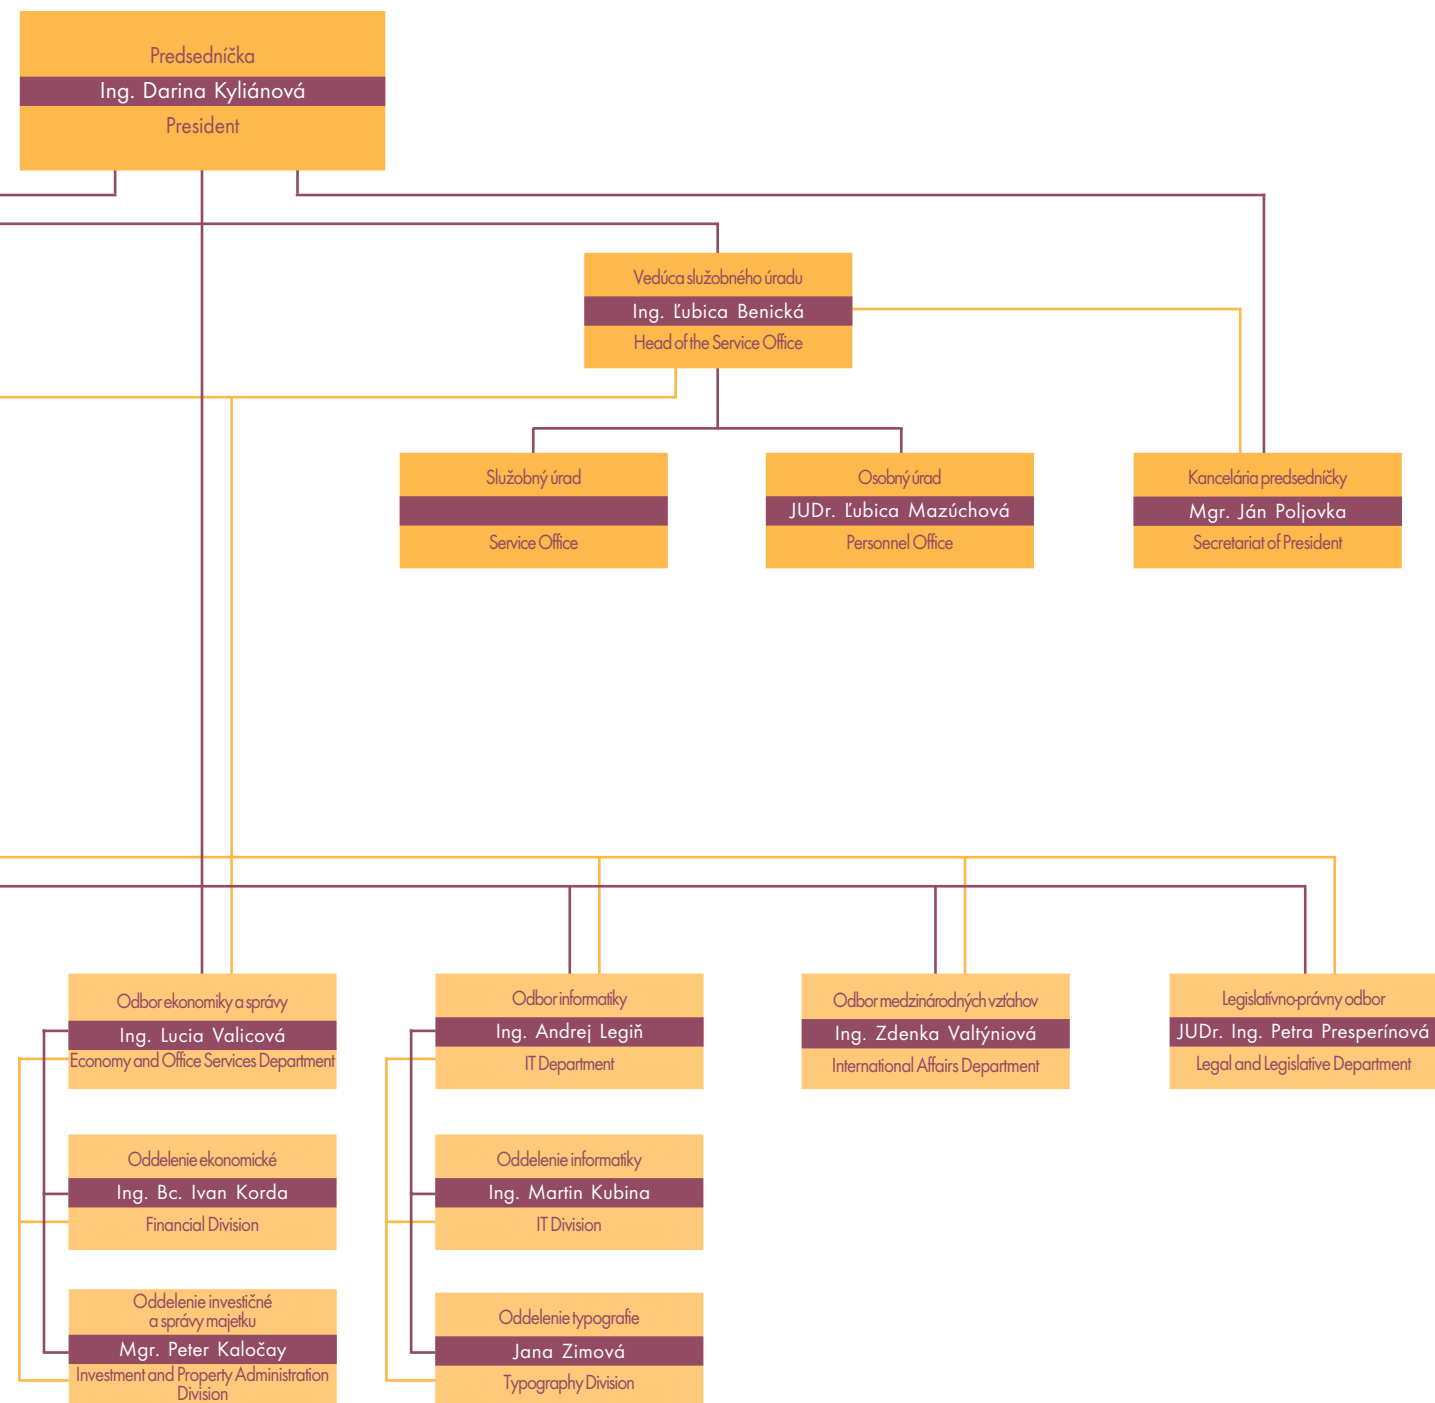 Predsedníčka
Ing. Darina Kyliánová
President
Vedúca služobného úradu
Ing. Ľubica Benická
Head of the Service Office
Služobný úrad
Service Office
Osobný úrad
JUDr. Ľubica Mazúchová
Personnel Office
Kancelária predsedníčky
Mgr. Ján Poljovka
Secretariat of President
Odbor ekonomiky a správy
Ing. Lucia Valicová
Economy and Office Services Department
Odbor informatiky
Ing. Andrej Legiň
IT Department
Odbor medzinárodných vzťahov
Ing. Zdenka Valtýniová
International Affairs Department
Legislatívno-právny odbor
JUDr. Ing. Petra Presperínová
Legal and Legislative Department
Oddelenie ekonomické
Ing. Bc. Ivan Korda
Financial Division
Oddelenie informatiky
Ing. Martin Kubina
IT Division
Oddelenie investičné
a správy majetku
Mgr. Peter Kaločay
Investment and Property Administration
Division
Oddelenie typografie
Jana Zimová
Typography Division